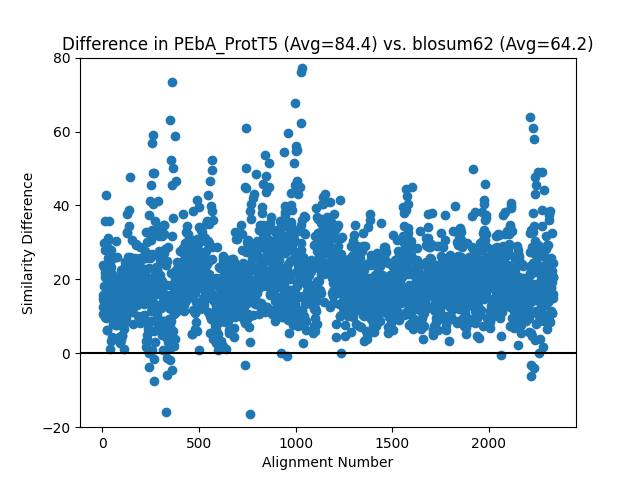 Difference in PEbA_ProtT5 (Avg=84.4) vs. blosum62 (Avg=64.2)
80
60
40
20
0
−20
Similarity Difference
0 500 1000 1500 2000
Alignment Number